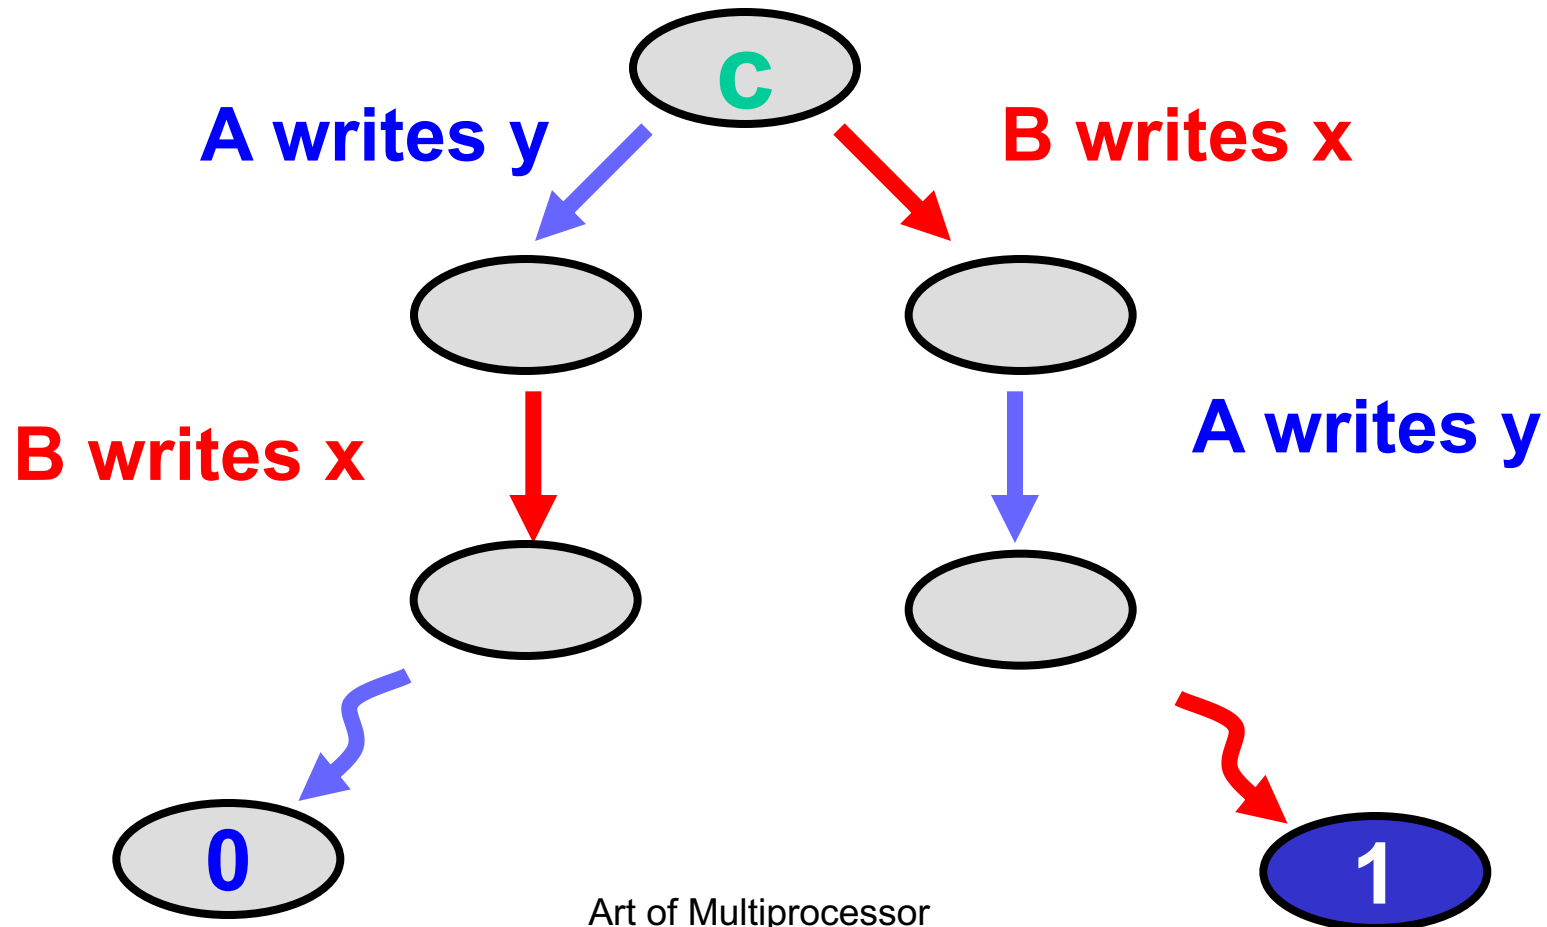 c
A writes y
B writes x
B writes x
A writes y
0
1
Art of Multiprocessor